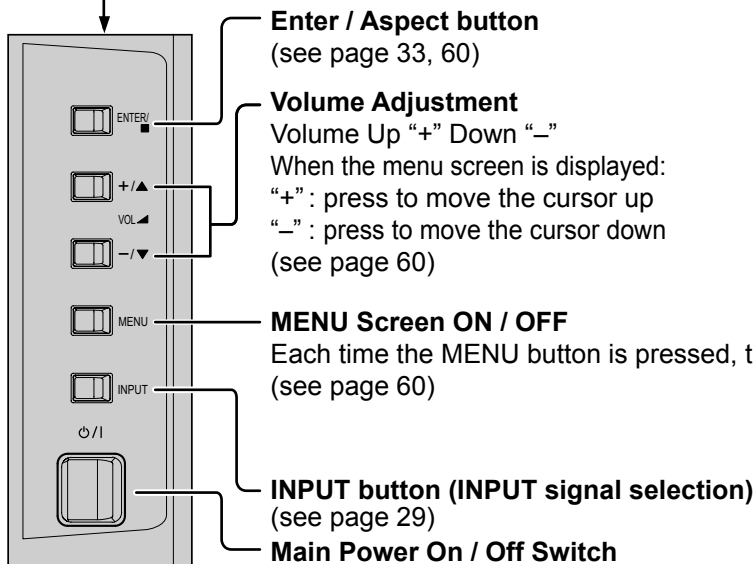 Enter / Aspect button
(see page 33, 60)
ENTER/
Volume Adjustment
Volume Up “+” Down “–”
When the menu screen is displayed:
“+” : press to move the cursor up
“–” : press to move the cursor down
(see page 60)
+/▲
VOL
−/▼
MENU
MENU Screen ON / OFF
Each time the MENU button is pressed, t
(see page 60)
INPUT
⏻/I
INPUT button (INPUT signal selection)
(see page 29)
Main Power On / Off Switch